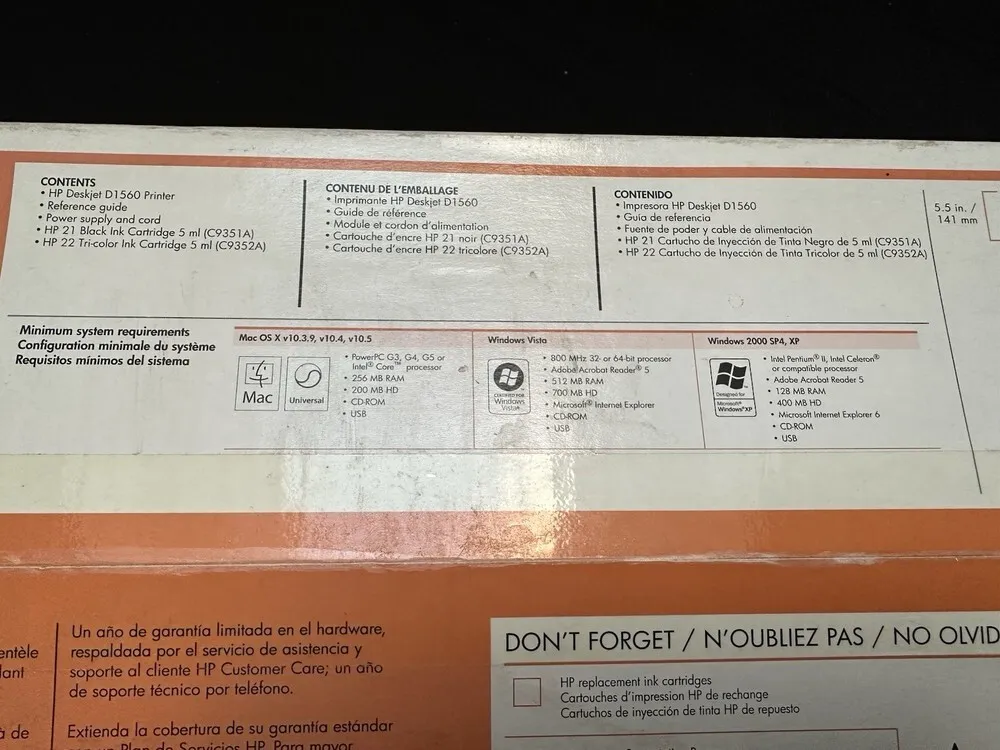 CONTENTS
• HP Deskjet D1560 Printer
• Reference guide
• Power supply and cord
• HP 21 Black Ink Cartridge 5 ml (C9351A)
• HP 22 Tri-color Ink Cartridge 5 ml (C9352A)
CONTENU DE L'EMBALLAGE
• Imprimante HP Deskjet D1560
• Guide de référence
• Module et cordon d'alimentation
• Cartouche d'encre HP 21 noir (C9351A)
• Cartouche d'encre HP 22 tricolore (C9352A)
CONTENIDO
• Impresora HP Deskjet D1560
• Guía de referencia
• Fuente de poder y cable de alimentación
• HP 21 Cartucho de Inyección de Tinta Negro de 5 ml (C9351A)
• HP 22 Cartucho de Inyección de Tinta Tricolor de 5 ml (C9352A)
5.5 in. /
141 mm
Minimum system requirements
Configuration minimale du système
Requisitos mínimos del sistema
Mac OS X v10.3.9, v10.4, v10.5
Mac
Universal
• PowerPC G3, G4, G5 or
Intel® Core™ processor
• 256 MB RAM
• 200 MB HD
• CD-ROM
• USB
Windows Vista
CERTIFIED FOR
Windows
Vista™
• 800 MHz 32- or 64-bit processor
• Adobe Acrobat Reader® 5
• 512 MB RAM
• 700 MB HD
• Microsoft® Internet Explorer
• CD-ROM
• USB
Windows 2000 SP4, XP
Designed for
Microsoft®
Windows®XP
• Intel Pentium® II, Intel Celeron®
or compatible processor
• Adobe Acrobat Reader 5
• 128 MB RAM
• 400 MB HD
• Microsoft Internet Explorer 6
• CD-ROM
• USB
entèle
lant
à de
Un año de garantía limitada en el hardware,
respaldada por el servicio de asistencia y
soporte al cliente HP Customer Care; un año
de soporte técnico por teléfono.
Extienda la cobertura de su garantía estándar
con un Plan de Servicios HP. Para mayor
DON'T FORGET / N'OUBLIEZ PAS / NO OLVID
HP replacement ink cartridges
Cartouches d'impression HP de rechange
Cartuchos de inyección de tinta HP de repuesto